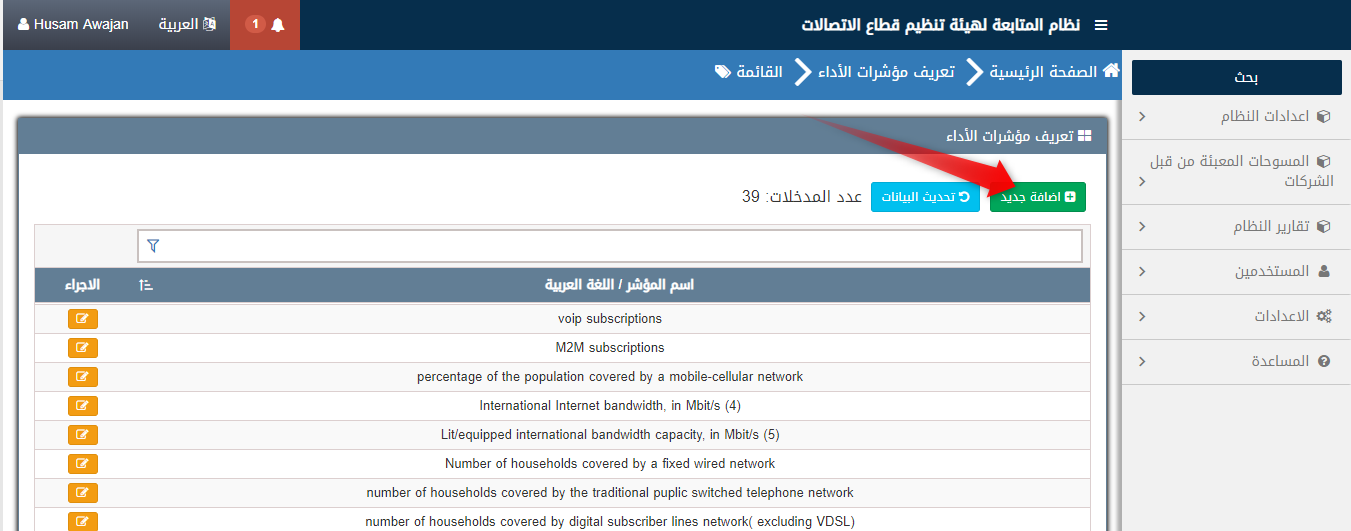 نظام المتابعة لهيئة تنظيم قطاع الاتصالات
1
العربية
Husam Awajan
الصفحة الرئيسية
تعريف مؤشرات الأداء
القائمة
بحث
اعدادات النظام
المسوحات المعبئة من قبل
الشركات
تقارير النظام
المستخدمين
الاعدادات
المساعدة
تعريف مؤشرات الأداء
اضافة جديد
تحديث البيانات
عدد المدخلات: 39
اسم المؤشر / اللغة العربية
الاجراء
voip subscriptions
M2M subscriptions
percentage of the population covered by a mobile-cellular network
International Internet bandwidth, in Mbit/s (4)
Lit/equipped international bandwidth capacity, in Mbit/s (5)
Number of households covered by a fixed wired network
number of households covered by the traditional puplic switched telephone network
number of households covered by digital subscriber lines network( excluding VDSL)